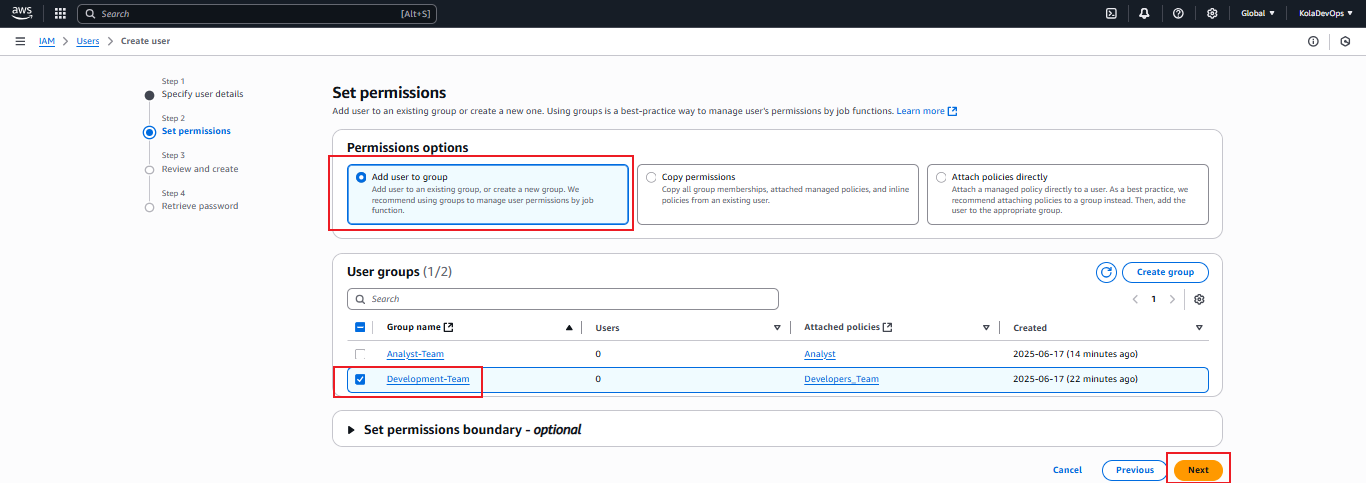 aws
Search
[Alt+S]
Global
KolaDevOps
IAM
Users
Create user
Step 1
Specify user details
Step 2
Set permissions
Step 3
Review and create
Step 4
Retrieve password
Set permissions
Add user to an existing group or create a new one. Using groups is a best-practice way to manage user's permissions by job functions. Learn more
Permissions options
Add user to group
Add user to an existing group, or create a new group. We
recommend using groups to manage user permissions by job
function.
Copy permissions
Copy all group memberships, attached managed policies, and inline
policies from an existing user.
Attach policies directly
Attach a managed policy directly to a user. As a best practice, we
recommend attaching policies to a group instead. Then, add the
user to the appropriate group.
User groups (1/2)
Create group
Search
1
Group name
Users
Attached policies
Created
Analyst-Team
0
Analyst
2025-06-17 (14 minutes ago)
Development-Team
0
Developers_Team
2025-06-17 (22 minutes ago)
Set permissions boundary - optional
Cancel
Previous
Next